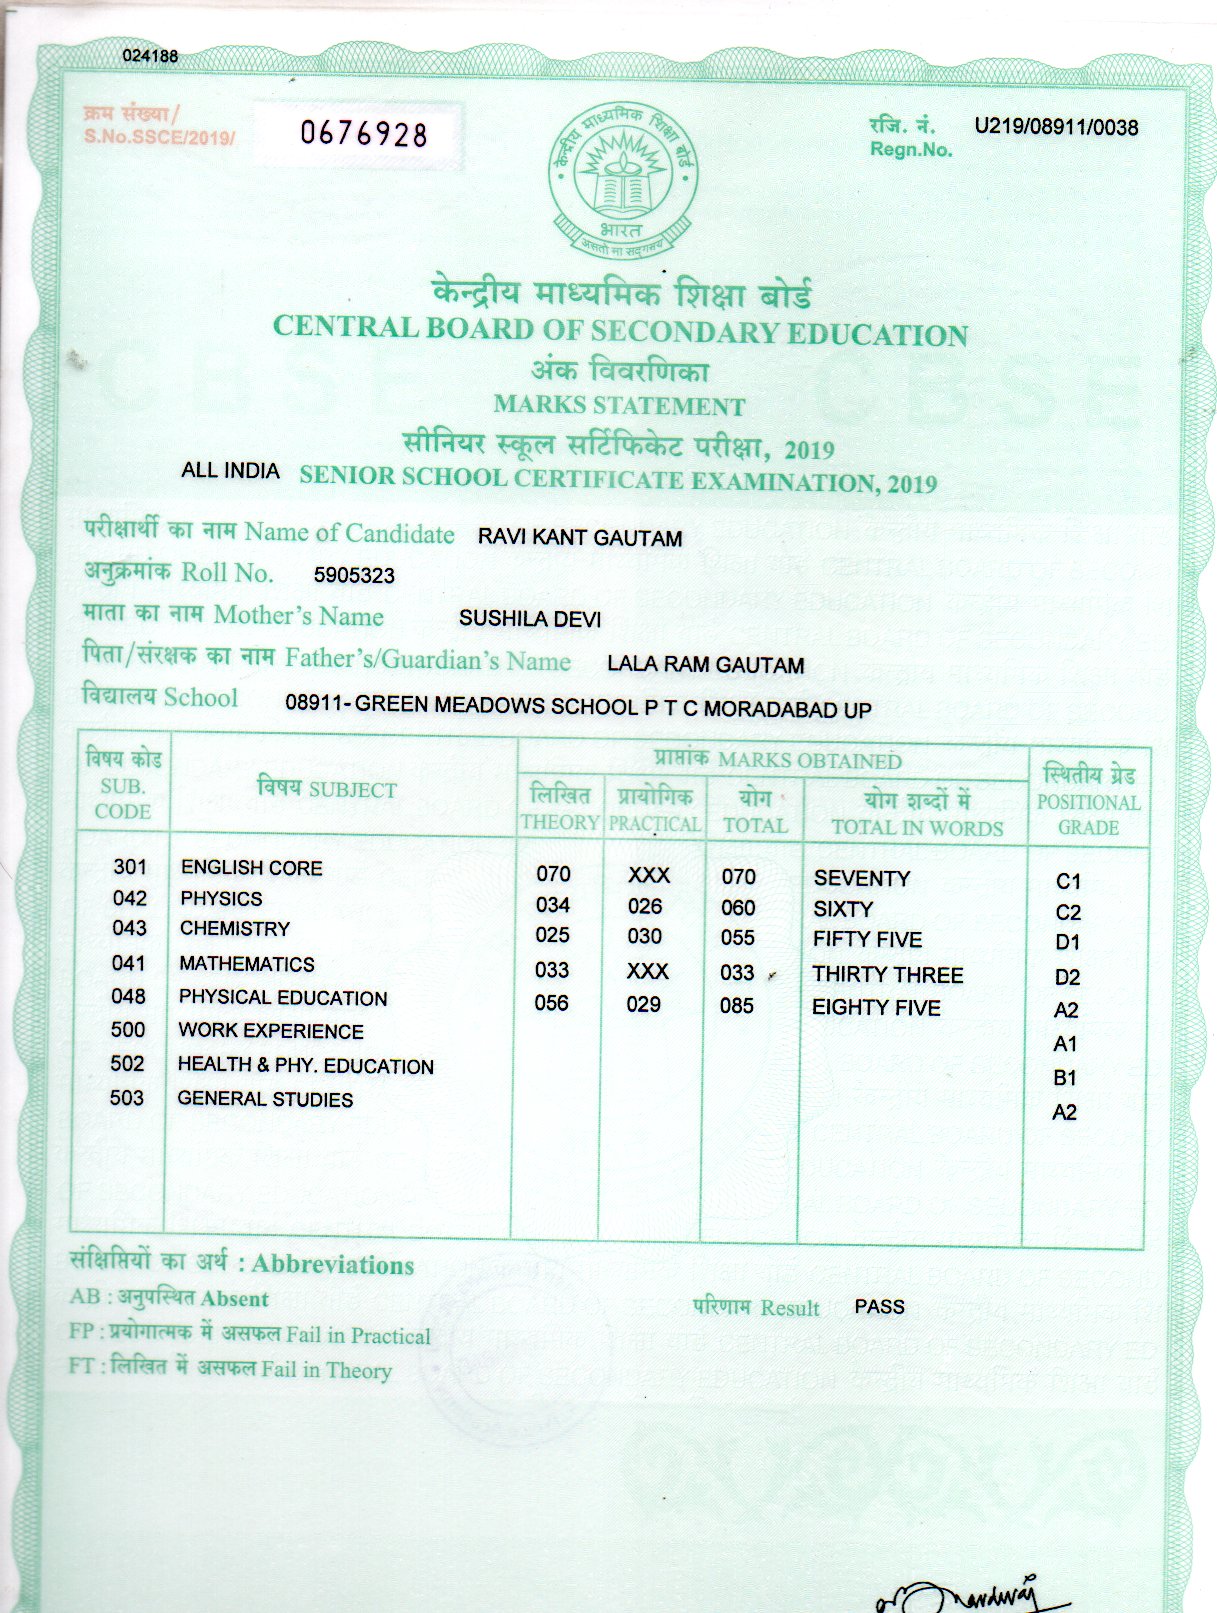 024188
क्रम संख्या/
S.No.SSCE/2019/ 0676928
रजि. नं. U219/08911/0038
Regn.No.
केन्द्रीय माध्यमिक शिक्षा बोर्ड
भारत
असतो मा सद्गमय
केन्द्रीय माध्यमिक शिक्षा बोर्ड
CENTRAL BOARD OF SECONDARY EDUCATION
अंक विवरणिका
MARKS STATEMENT
सीनियर स्कूल सर्टिफिकेट परीक्षा, 2019
ALL INDIA SENIOR SCHOOL CERTIFICATE EXAMINATION, 2019
परीक्षार्थी का नाम Name of Candidate RAVI KANT GAUTAM
अनुक्रमांक Roll No. 5905323
माता का नाम Mother's Name SUSHILA DEVI
पिता/संरक्षक का नाम Father's/Guardian's Name LALA RAM GAUTAM
विद्यालय School 08911-GREEN MEADOWS SCHOOL P T C MORADABAD UP
विषय कोड SUB. CODE
विषय SUBJECT
प्राप्तांक MARKS OBTAINED
लिखित THEORY
प्रायोगिक PRACTICAL
योग TOTAL
योग शब्दों में TOTAL IN WORDS
स्थितीय ग्रेड POSITIONAL GRADE
301 ENGLISH CORE 070 XXX 070 SEVENTY C1
042 PHYSICS 034 026 060 SIXTY C2
043 CHEMISTRY 025 030 055 FIFTY FIVE D1
041 MATHEMATICS 033 XXX 033 THIRTY THREE D2
048 PHYSICAL EDUCATION 056 029 085 EIGHTY FIVE A2
500 WORK EXPERIENCE A1
502 HEALTH & PHY. EDUCATION B1
503 GENERAL STUDIES A2
संक्षिप्तियों का अर्थ : Abbreviations
AB : अनुपस्थित Absent
परिणाम Result PASS
FP : प्रयोगात्मक में असफल Fail in Practical
FT : लिखित में असफल Fail in Theory